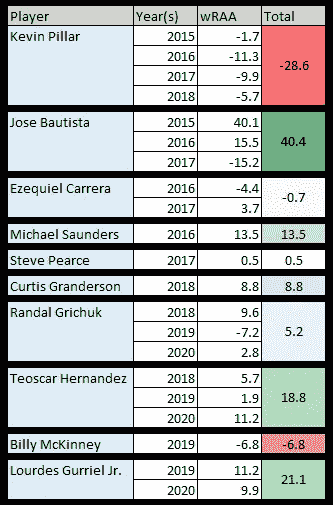 Player Year(s) wRAA Total
Kevin Pillar 2015 -1.7
2016 -11.3
-28.6
2017 -9.9
2018 -5.7
Jose Bautista 2015 40.1
2016 15.5 40.4
2017 -15.2
Ezequiel Carrera 2016 -4.4
-0.7
2017 3.7
Michael Saunders 2016 13.5 13.5
Steve Pearce 2017 0.5 0.5
Curtis Granderson 2018 8.8 8.8
Randal Grichuk 2018 9.6
2019 -7.2 5.2
2020 2.8
Teoscar Hernandez 2018 5.7
2019 1.9 18.8
2020 11.2
Billy McKinney 2019 -6.8 -6.8
Lourdes Gurriel Jr. 2019 11.2
21.1
2020 9.9